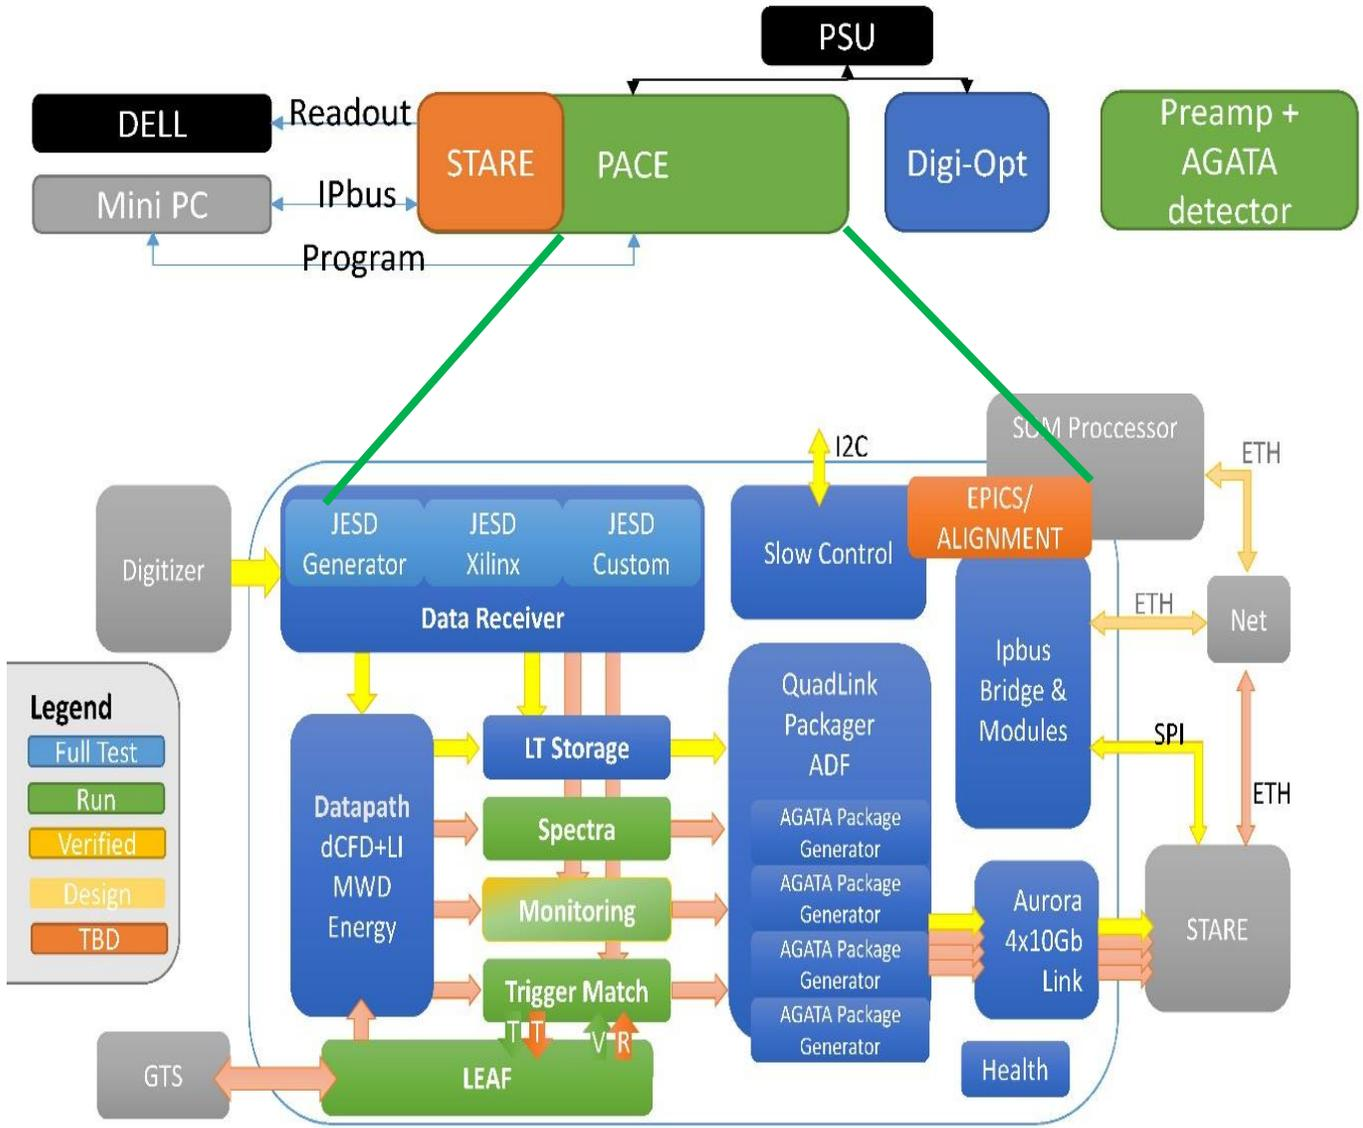 PSU
DELL
Readout
STARE
PACE
Digi-Opt
Preamp +
AGATA
detector
Mini PC
IPbus
Program
SOM Proccessor
I2C
ETH
EPICS/
ALIGNMENT
Digitizer
JESD
Generator
JESD
Xilinx
JESD
Custom
Data Receiver
Slow Control
ETH
Net
Ipbus
Bridge &
Modules
SPI
ETH
Legend
Full Test
Run
Verified
Design
TBD
Datapath
dCFD+LI
MWD
Energy
LT Storage
Spectra
Monitoring
Trigger Match
QuadLink
Packager
ADF
AGATA Package
Generator
AGATA Package
Generator
AGATA Package
Generator
AGATA Package
Generator
Aurora
4x10Gb
Link
STARE
T T V R
GTS
LEAF
Health